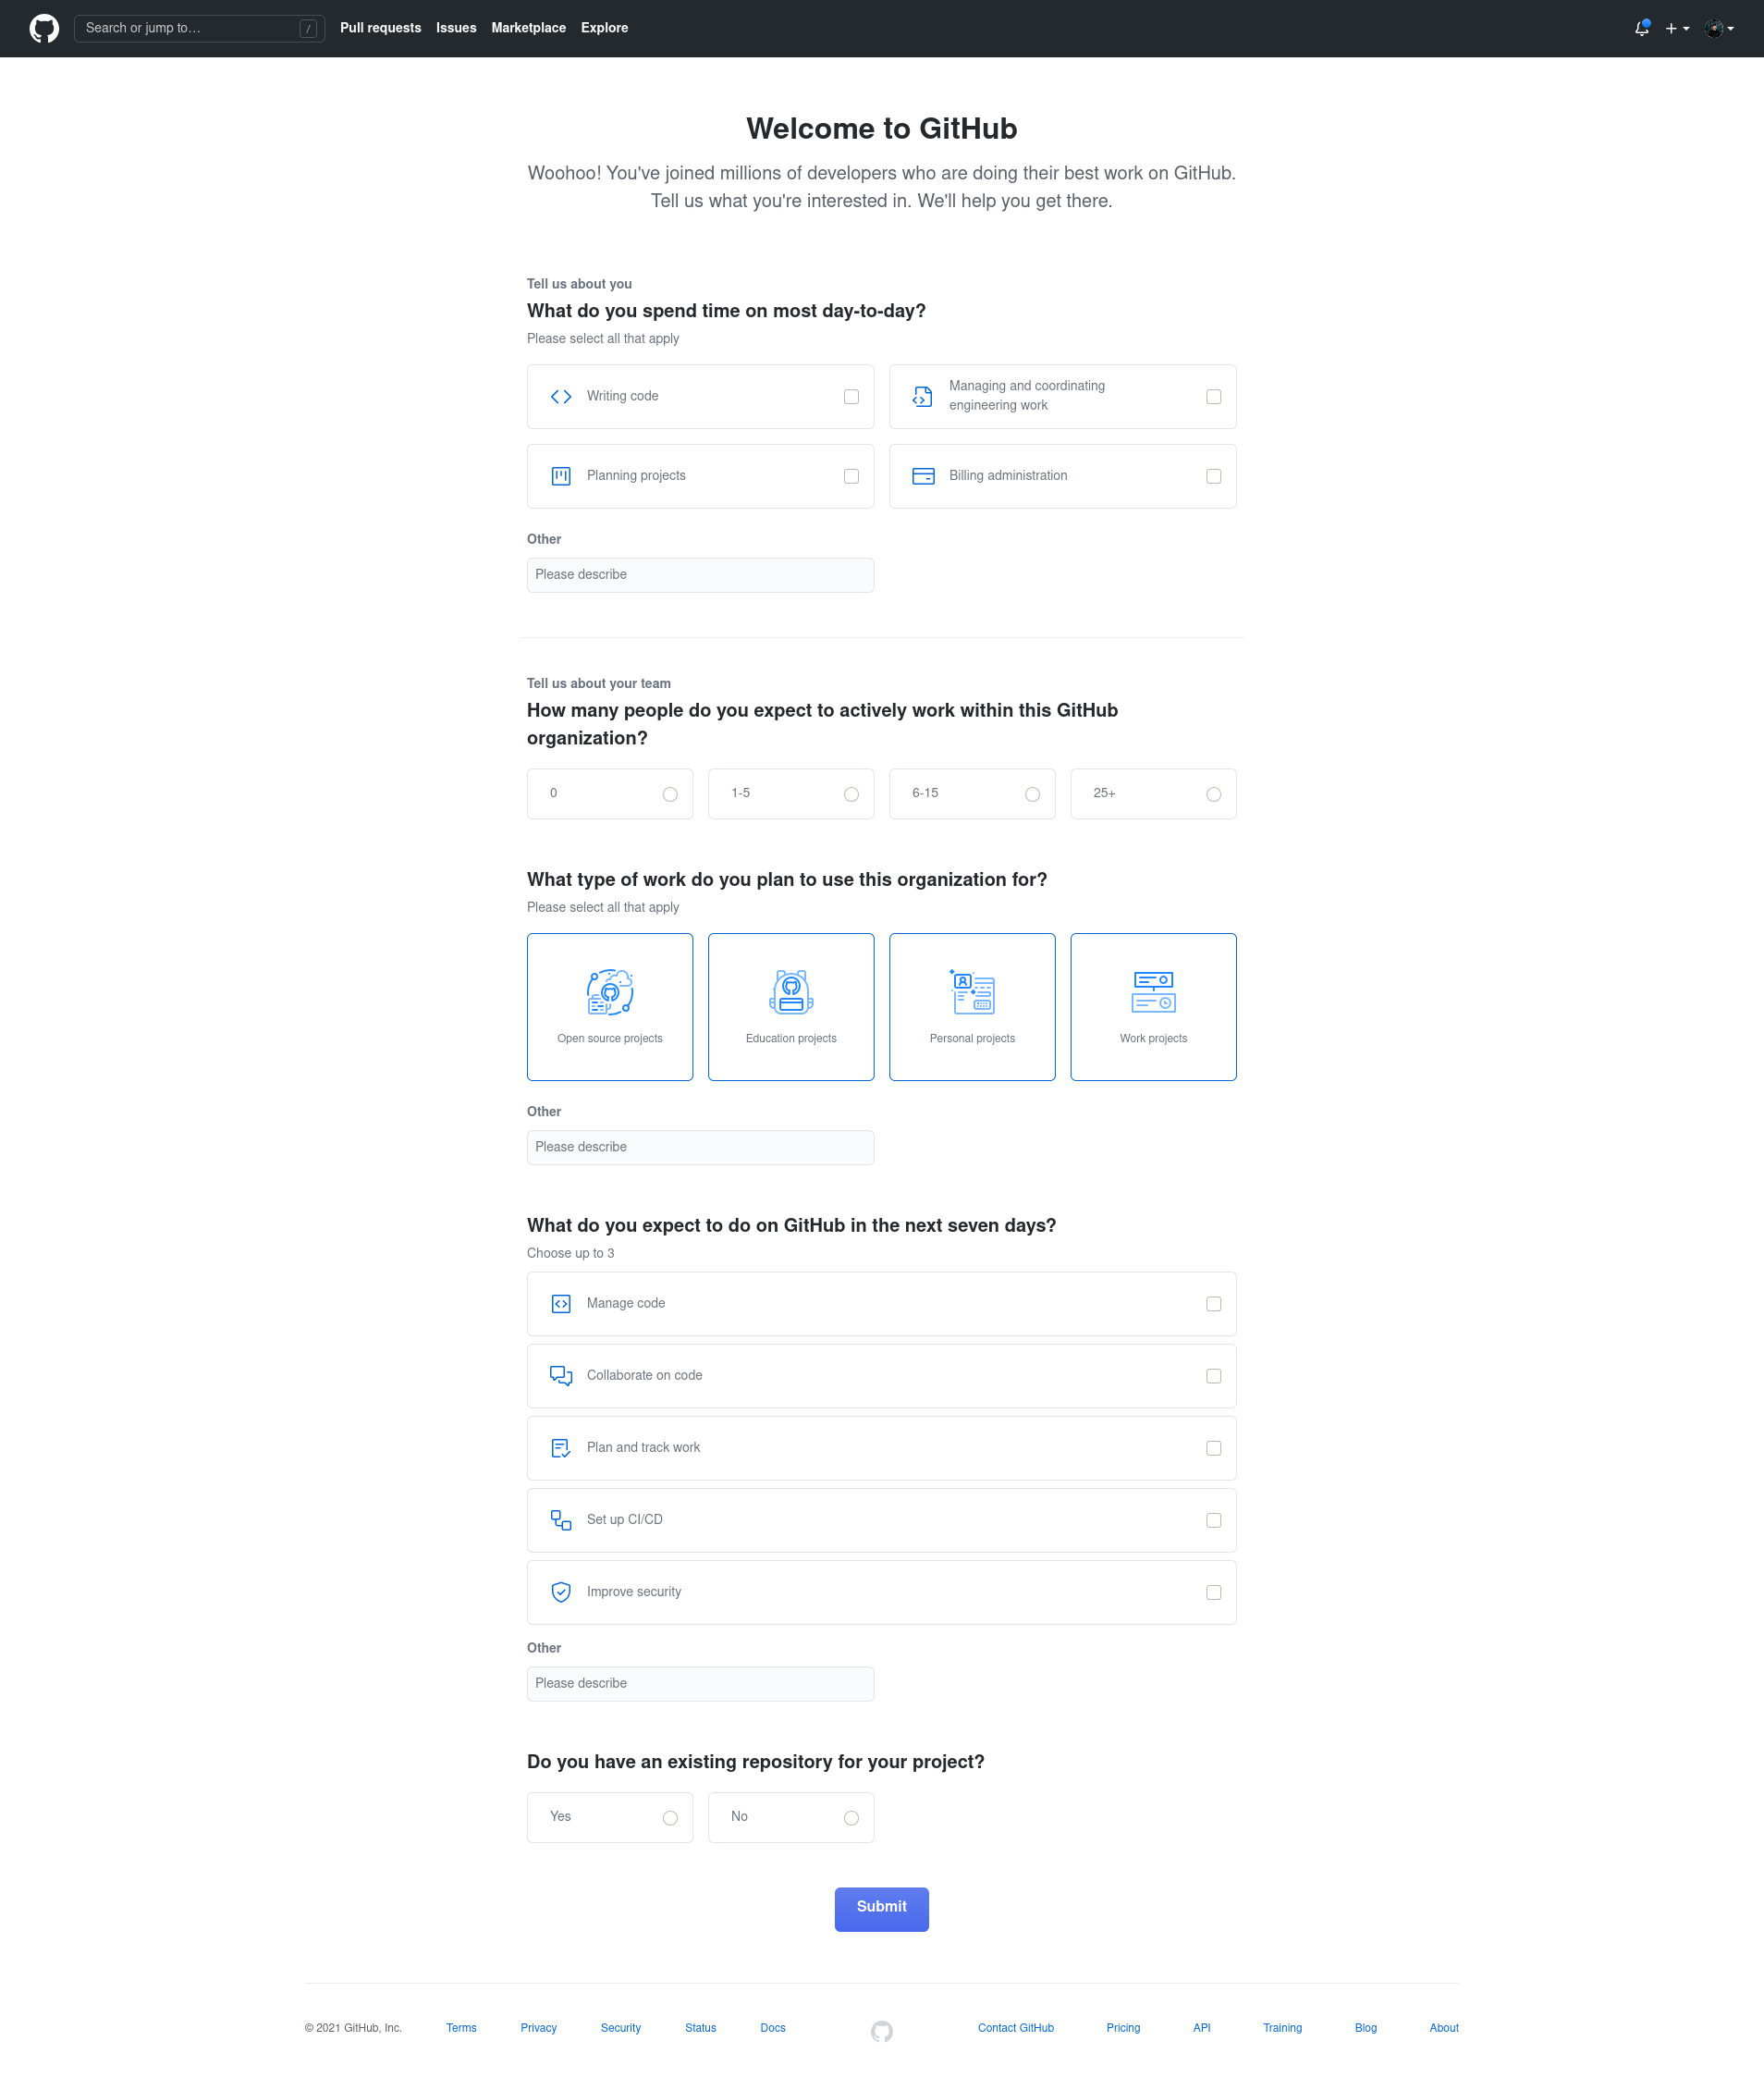 Search or jump to…
/
Pull requests
Issues
Marketplace
Explore
Welcome to GitHub
Woohoo! You've joined millions of developers who are doing their best work on GitHub.
Tell us what you're interested in. We'll help you get there.
Tell us about you
What do you spend time on most day-to-day?
Please select all that apply
Writing code
Managing and coordinating
engineering work
Planning projects
Billing administration
Other
Please describe
Tell us about your team
How many people do you expect to actively work within this GitHub
organization?
0
1-5
6-15
25+
What type of work do you plan to use this organization for?
Please select all that apply
Open source projects
Education projects
Personal projects
Work projects
Other
Please describe
What do you expect to do on GitHub in the next seven days?
Choose up to 3
Manage code
Collaborate on code
Plan and track work
Set up CI/CD
Improve security
Other
Please describe
Do you have an existing repository for your project?
Yes
No
Submit
© 2021 GitHub, Inc.
Terms
Privacy
Security
Status
Docs
Contact GitHub
Pricing
API
Training
Blog
About